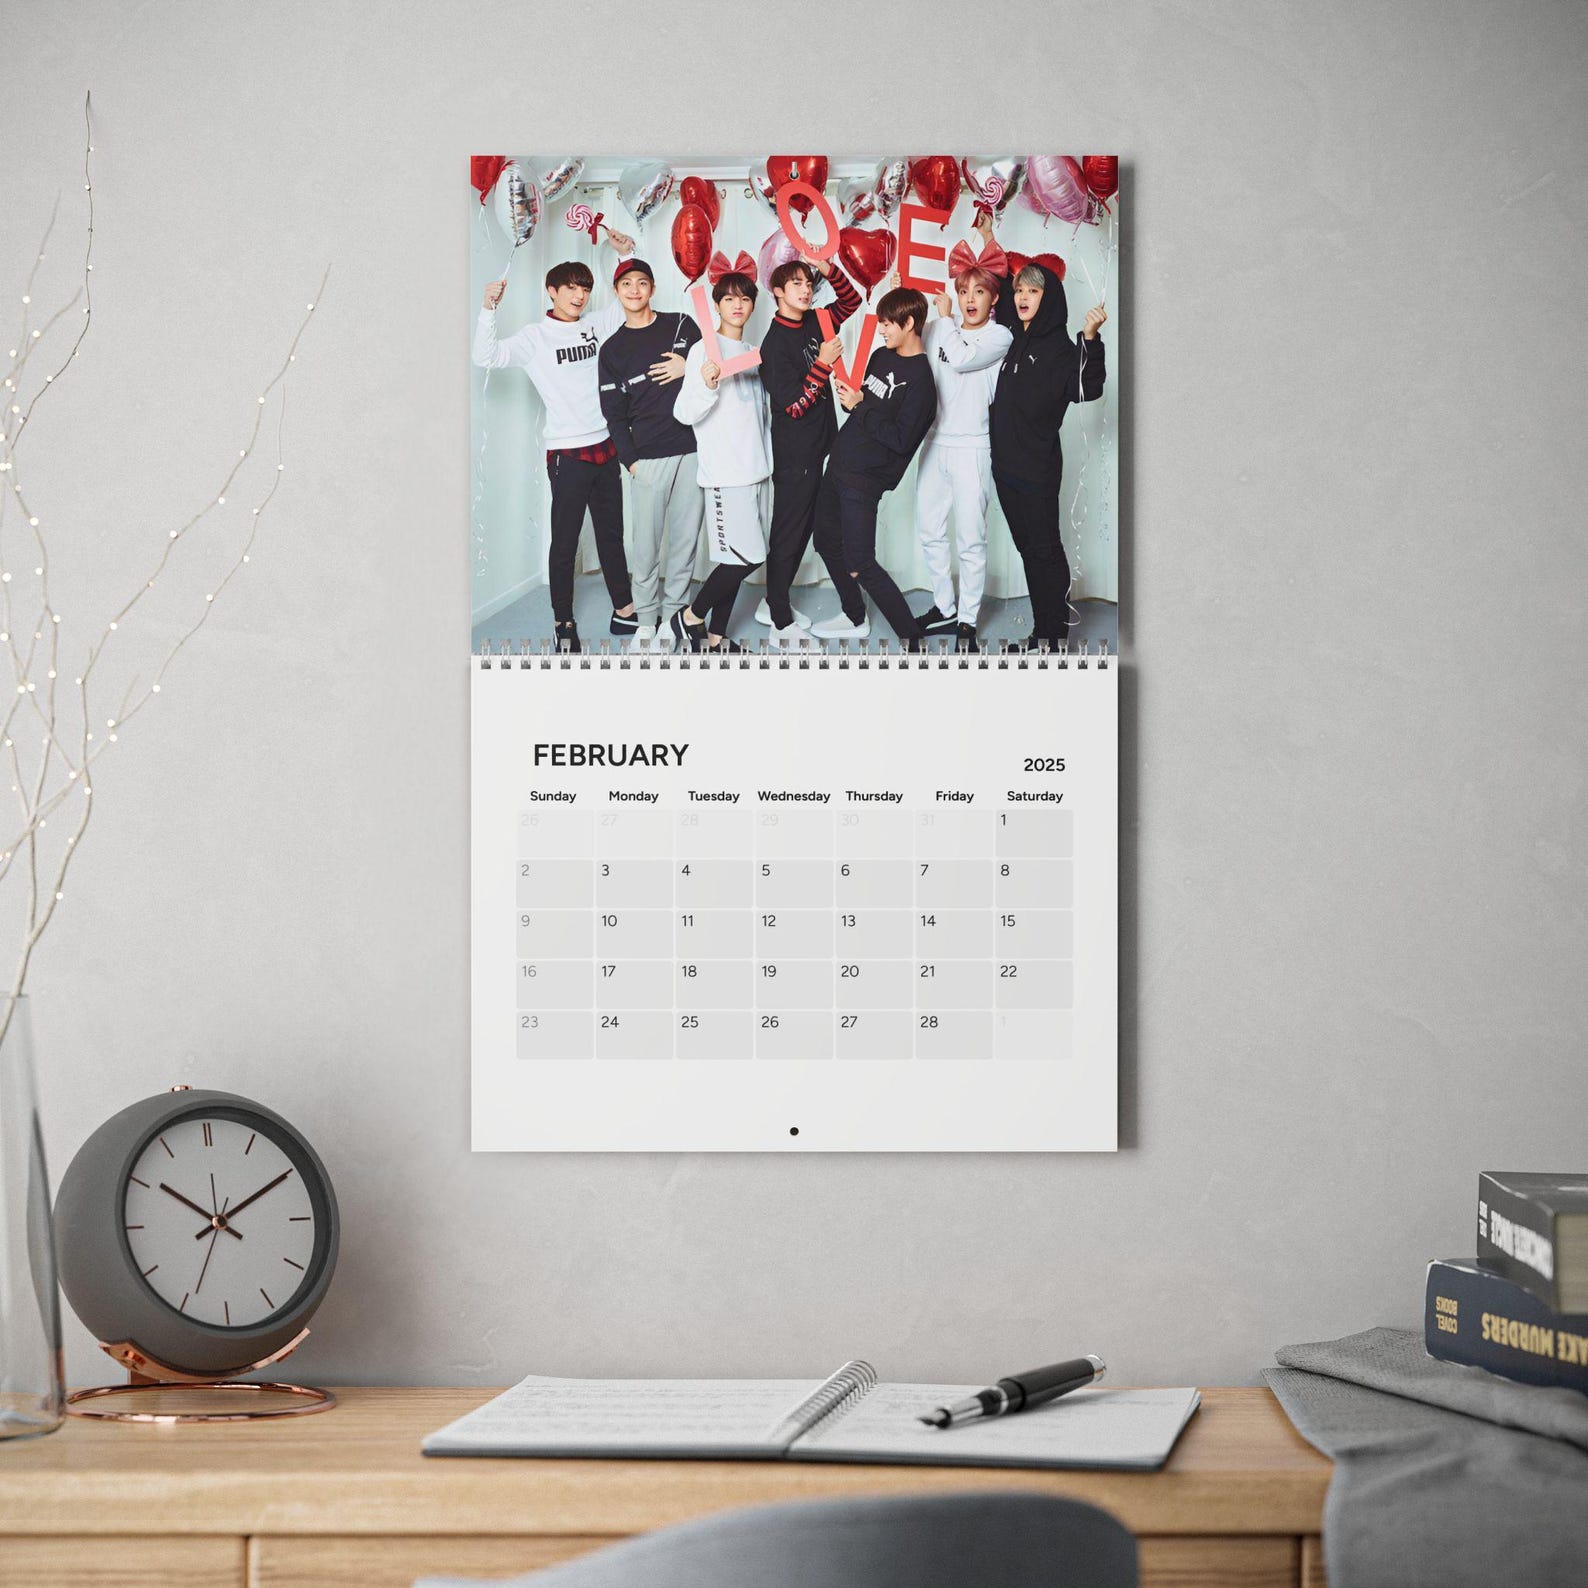 O
E
L
V
PUMA
PUMA
SPORTSWEAR
FEBRUARY
2025
Sunday Monday Tuesday Wednesday Thursday Friday Saturday
26 27 28 29 30 31 1
2 3 4 5 6 7 8
9 10 11 12 13 14 15
16 17 18 19 20 21 22
23 24 25 26 27 28 1
COVEL
BOOKS
AKE MURDERS